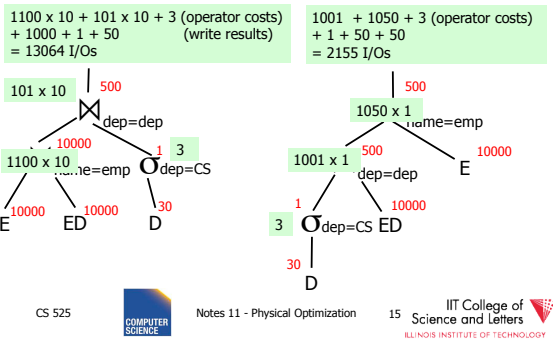 1100 x 10 + 101 x 10 + 3 (operator costs)
+ 1000 + 1 + 50 (write results)
= 13064 I/Os
1001 + 1050 + 3 (operator costs)
+ 1 + 50 + 50
= 2155 I/Os
500
101 x 10
⋈ dep=dep
10000
1100 x 10
name=emp
1
3
σ dep=CS
10000
E
10000
ED
30
D
500
1050 x 1
name=emp
500
1001 x 1
dep=dep
10000
E
1
3
σ dep=CS
10000
ED
30
D
CS 525
COMPUTER
SCIENCE
Notes 11 - Physical Optimization
15
IIT College of
Science and Letters
ILLINOIS INSTITUTE OF TECHNOLOGY